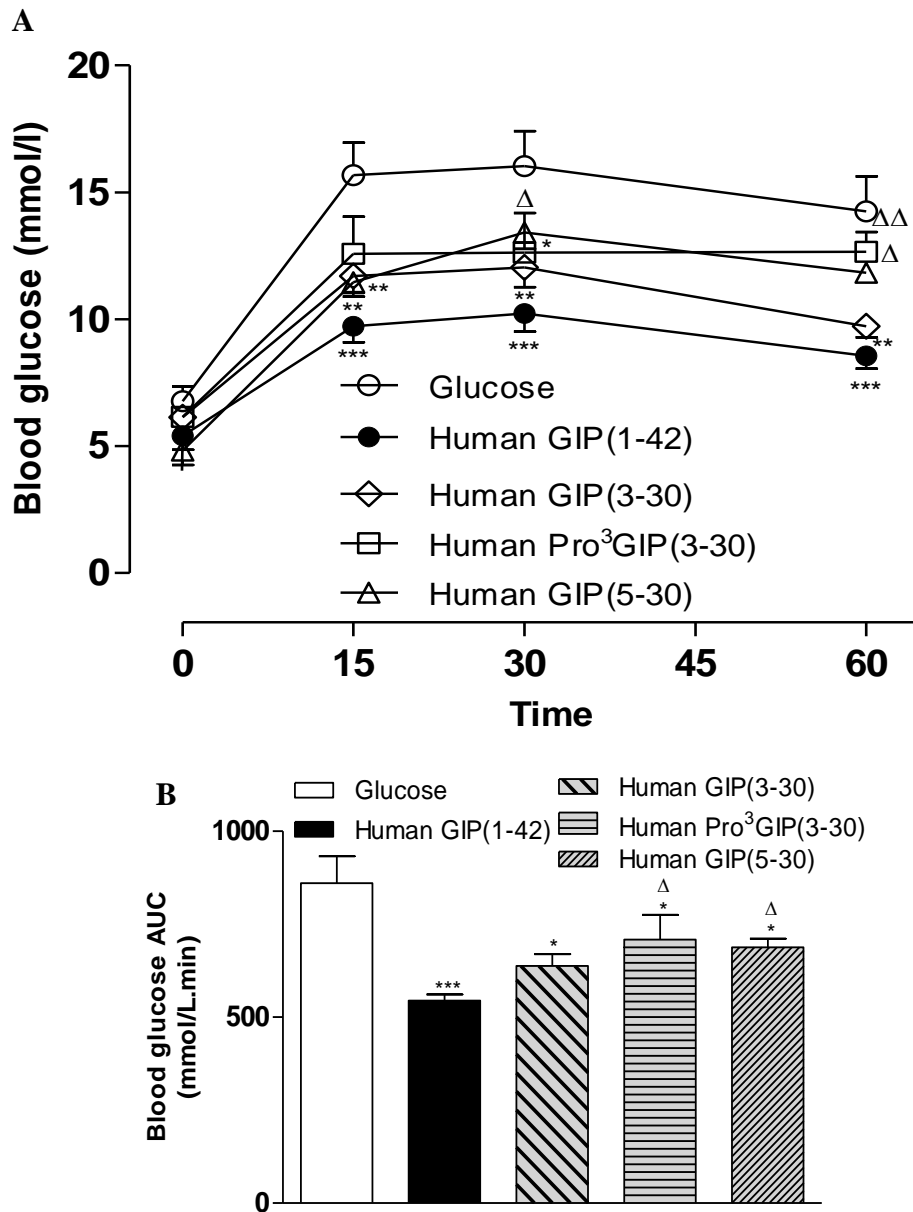 A
Blood glucose (mmol/l)
20
15
10
5
0
Δ
ΔΔ
*
Δ
**
**
**
**
***
***
***
Glucose
Human GIP(1-42)
Human GIP(3-30)
Human Pro³GIP(3-30)
Human GIP(5-30)
0 15 30 45 60
Time
B
Glucose
Human GIP(1-42)
Human GIP(3-30)
Human Pro³GIP(3-30)
Human GIP(5-30)
Blood glucose AUC
(mmol/L.min)
1000
500
0
***
*
Δ
*
Δ
*